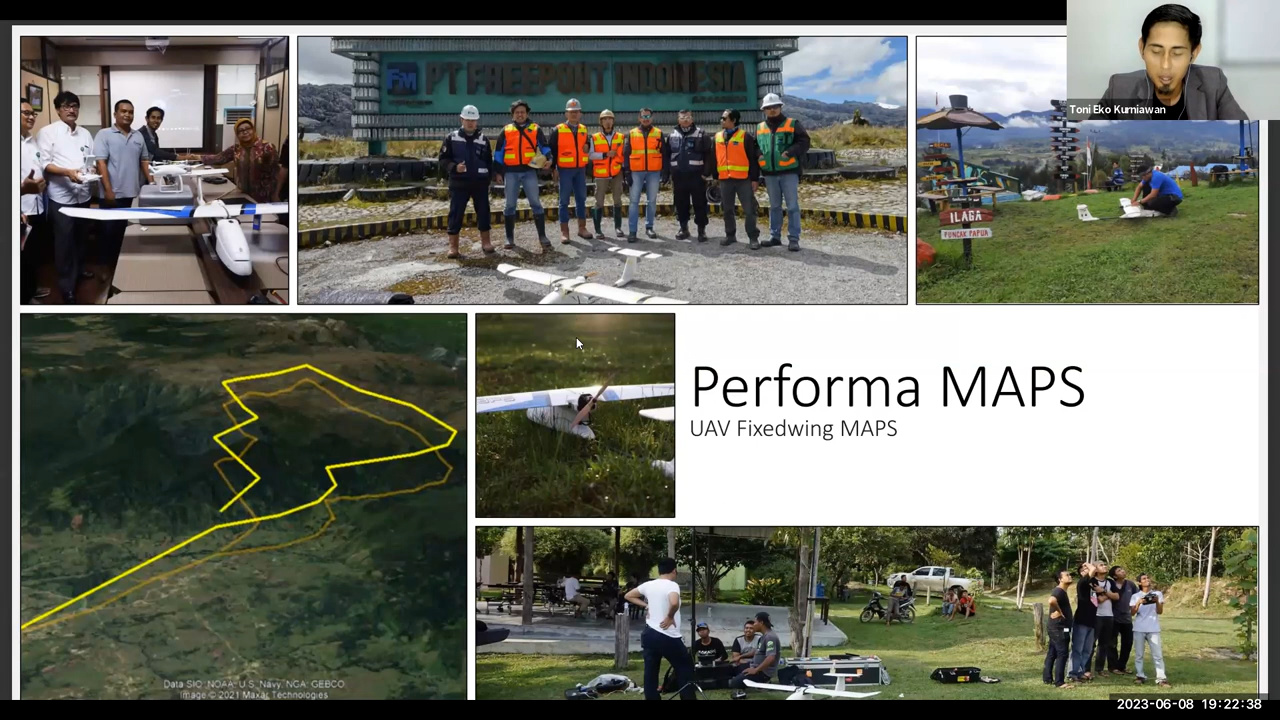 FM PT FREEPORT INDONESIA
ILAGA
PUNCAK PAPUA
Toni Eko Kurniawan
Performa MAPS
UAV Fixedwing MAPS
Data SIO, NOAA, U.S. Navy, NGA, GEBCO
Image © 2021 Maxar Technologies
2023-06-08 19:22:38